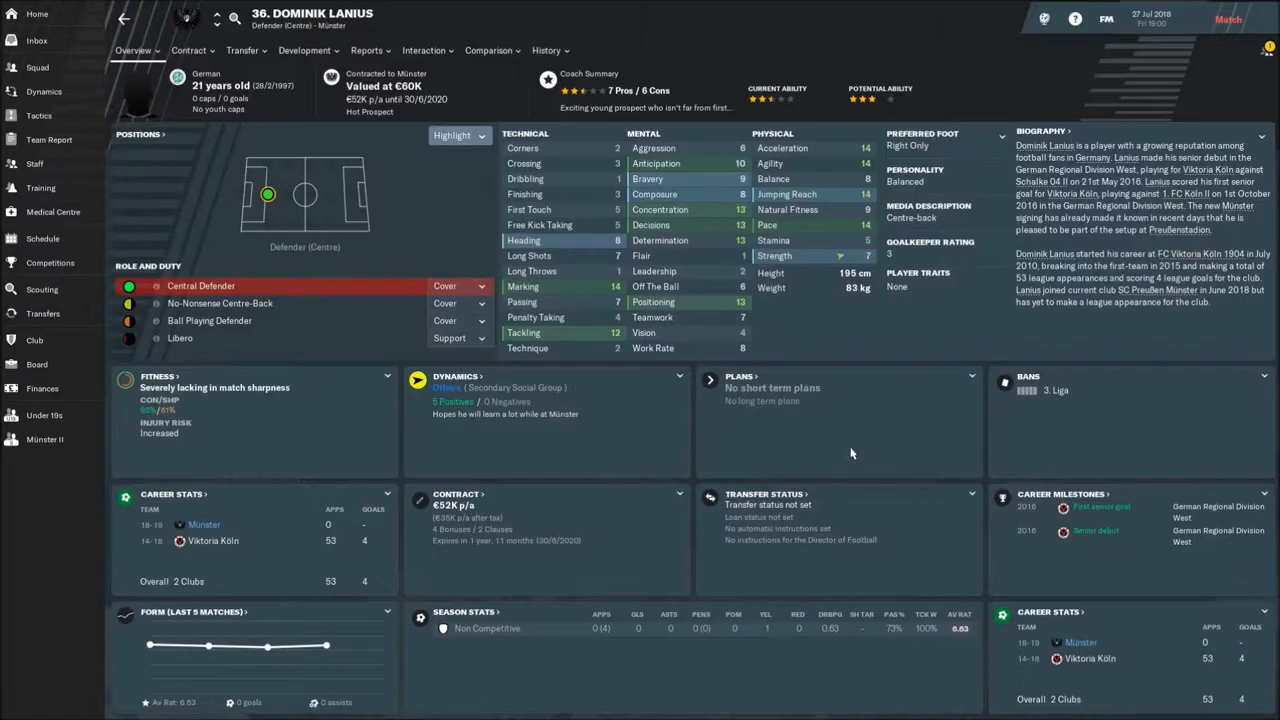 Home
Inbox
Squad
Dynamics
Tactics
Team Report
Staff
Training
Medical Centre
Schedule
Competitions
Scouting
Transfers
Club
Board
Finances
Under 19s
Münster II
36. DOMINIK LANIUS
Defender (Centre) - Münster
FM
27 Jul 2018
Fri 19:00
Match
Overview
Contract
Transfer
Development
Reports
Interaction
Comparison
History
1
German
21 years old (28/2/1997)
0 caps / 0 goals
No youth caps
Contracted to Münster
Valued at €60K
€52K p/a until 30/6/2020
Hot Prospect
Coach Summary
7 Pros / 6 Cons
Exciting young prospect who isn't far from first...
CURRENT ABILITY
POTENTIAL ABILITY
POSITIONS
Highlight
Defender (Centre)
ROLE AND DUTY
Central Defender Cover
No-Nonsense Centre-Back Cover
Ball Playing Defender Cover
Libero Support
TECHNICAL
Corners 2
Crossing 3
Dribbling 1
Finishing 3
First Touch 5
Free Kick Taking 5
Heading 8
Long Shots 7
Long Throws 1
Marking 14
Passing 7
Penalty Taking 4
Tackling 12
Technique 2
MENTAL
Aggression 6
Anticipation 10
Bravery 9
Composure 8
Concentration 13
Decisions 13
Determination 13
Flair 1
Leadership 2
Off The Ball 6
Positioning 13
Teamwork 7
Vision 4
Work Rate 8
PHYSICAL
Acceleration 14
Agility 14
Balance 8
Jumping Reach 14
Natural Fitness 9
Pace 14
Stamina 5
Strength 7
Height 195 cm
Weight 83 kg
PREFERRED FOOT
Right Only
PERSONALITY
Balanced
MEDIA DESCRIPTION
Centre-back
GOALKEEPER RATING
3
PLAYER TRAITS
None
BIOGRAPHY
Dominik Lanius is a player with a growing reputation among
football fans in Germany. Lanius made his senior debut in the
German Regional Division West, playing for Viktoria Köln against
Schalke 04 II on 21st May 2016. Lanius scored his first senior
goal for Viktoria Köln, playing against 1. FC Köln II on 1st October
2016 in the German Regional Division West. The new Münster
signing has already made it known in recent days that he is
pleased to be part of the setup at Preußenstadion.
Dominik Lanius started his career at FC Viktoria Köln 1904 in July
2010, breaking into the first-team in 2015 and making a total of
53 league appearances and scoring 4 league goals for the club.
Lanius joined current club SC Preußen Münster in June 2018 but
has yet to make a league appearance for the club.
FITNESS
Severely lacking in match sharpness
CON/SHP
INJURY RISK
Increased
DYNAMICS
Others ( Secondary Social Group )
5 Positives / 0 Negatives
Hopes he will learn a lot while at Münster
PLANS
No short term plans
No long term plans
BANS
3. Liga
CAREER STATS
TEAM APPS GOALS
18-19 Münster 0 -
14-18 Viktoria Köln 53 4
Overall 2 Clubs 53 4
CONTRACT
€52K p/a
(€35K p/a after tax)
4 Bonuses / 2 Clauses
Expires in 1 year, 11 months (30/6/2020)
TRANSFER STATUS
Transfer status not set
Loan status not set
No automatic instructions set
No instructions for the Director of Football
CAREER MILESTONES
2016 First senior goal German Regional Division
West
2016 Senior debut German Regional Division
West
FORM (LAST 5 MATCHES)
Av Rat: 6.63 0 goals 0 assists
SEASON STATS
APPS GLS ASTS PENS POM YEL RED DRBPG SH TAR PAS% TCK W AV RAT
Non Competitive 0 (4) 0 0 0 (0) 0 1 0 0.63 - 73% 100% 6.63
CAREER STATS
TEAM APPS GOALS
18-19 Münster 0 -
14-18 Viktoria Köln 53 4
Overall 2 Clubs 53 4